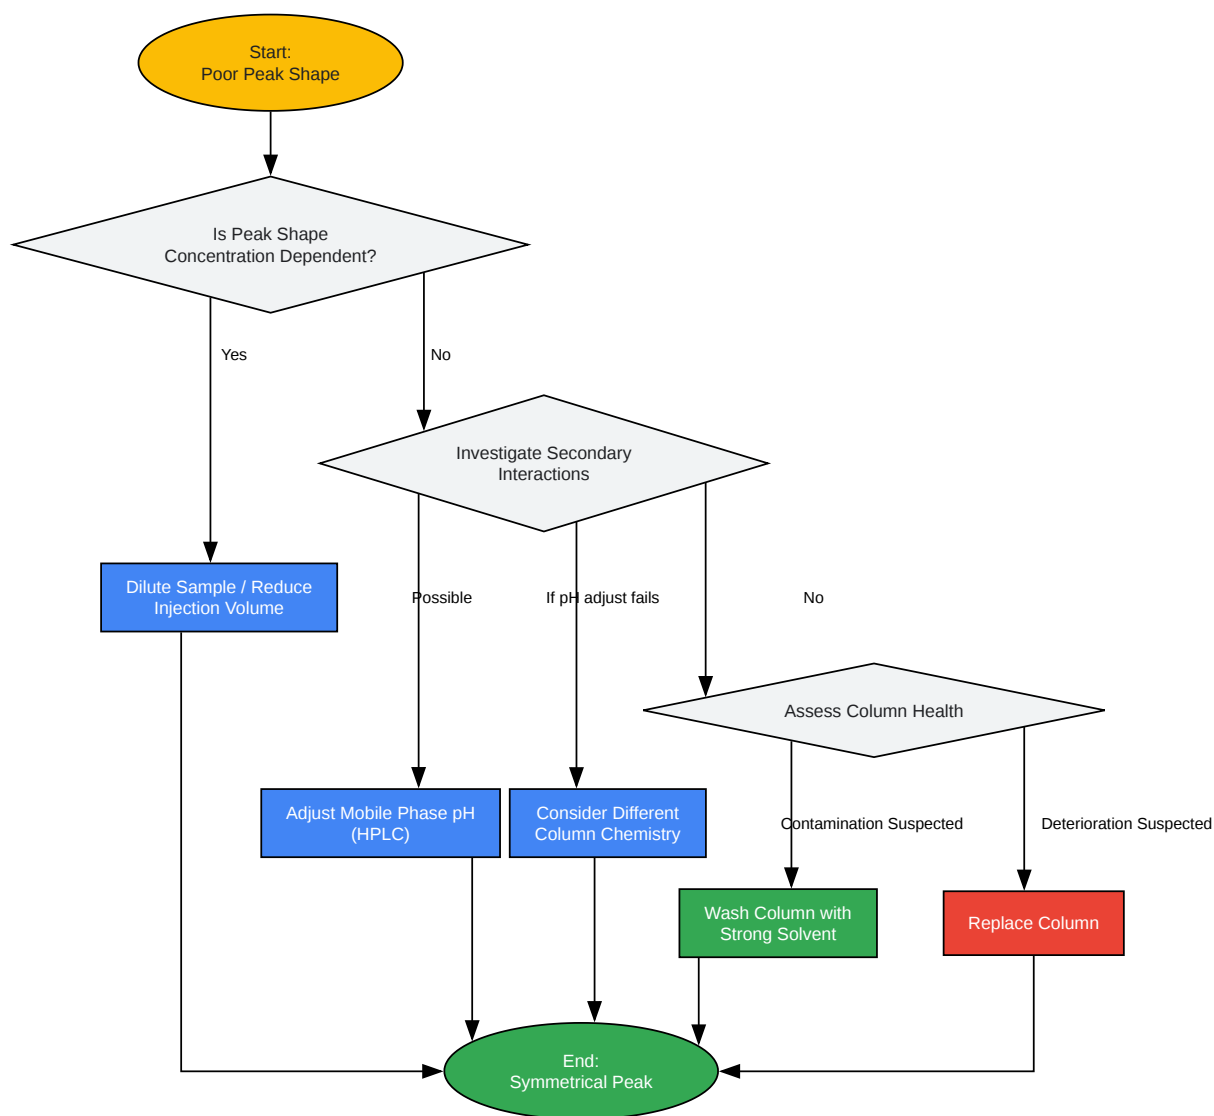 Start:
Poor Peak Shape
Is Peak Shape
Concentration Dependent?
Yes
No
Investigate Secondary
Interactions
Dilute Sample / Reduce
Injection Volume
Possible
If pH adjust fails
No
Assess Column Health
Adjust Mobile Phase pH
(HPLC)
Consider Different
Column Chemistry
Contamination Suspected
Deterioration Suspected
Wash Column with
Strong Solvent
Replace Column
End:
Symmetrical Peak